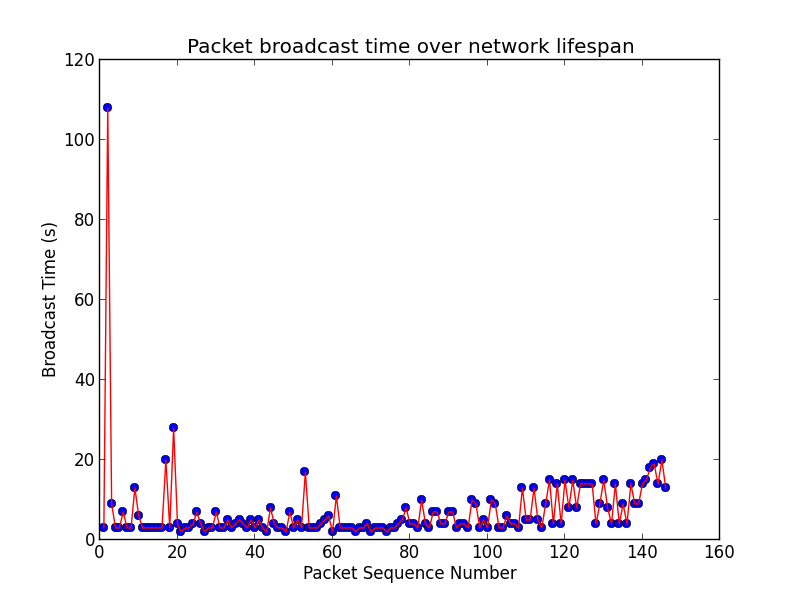 Packet broadcast time over network lifespan
120
100
80
60
40
20
0
Broadcast Time (s)
0 20 40 60 80 100 120 140 160
Packet Sequence Number